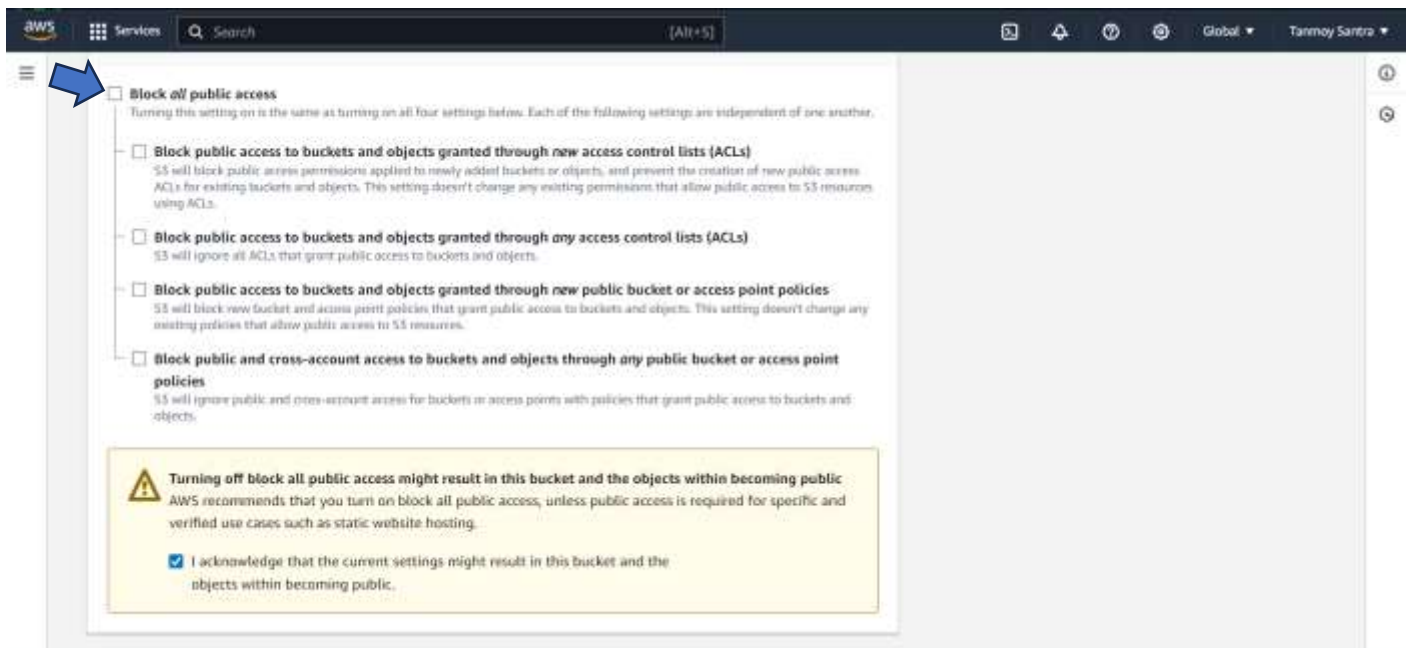 aws
Services
Search
[Alt+S]
Global
Tanmoy Santra
Block all public access
Turning this setting on is the same as turning on all four settings below. Each of the following settings are independent of one another.
Block public access to buckets and objects granted through new access control lists (ACLs)
S3 will block public access permissions applied to newly added buckets or objects, and prevent the creation of new public access
ACLs for existing buckets and objects. This setting doesn't change any existing permissions that allow public access to S3 resources
using ACLs.
Block public access to buckets and objects granted through any access control lists (ACLs)
S3 will ignore all ACLs that grant public access to buckets and objects.
Block public access to buckets and objects granted through new public bucket or access point policies
S3 will block new bucket and access point policies that grant public access to buckets and objects. This setting doesn't change any
existing policies that allow public access to S3 resources.
Block public and cross-account access to buckets and objects through any public bucket or access point
policies
S3 will ignore public and cross-account access for buckets or access points with policies that grant public access to buckets and
objects.
Turning off block all public access might result in this bucket and the objects within becoming public
AWS recommends that you turn on block all public access, unless public access is required for specific and
verified use cases such as static website hosting.
I acknowledge that the current settings might result in this bucket and the
objects within becoming public.